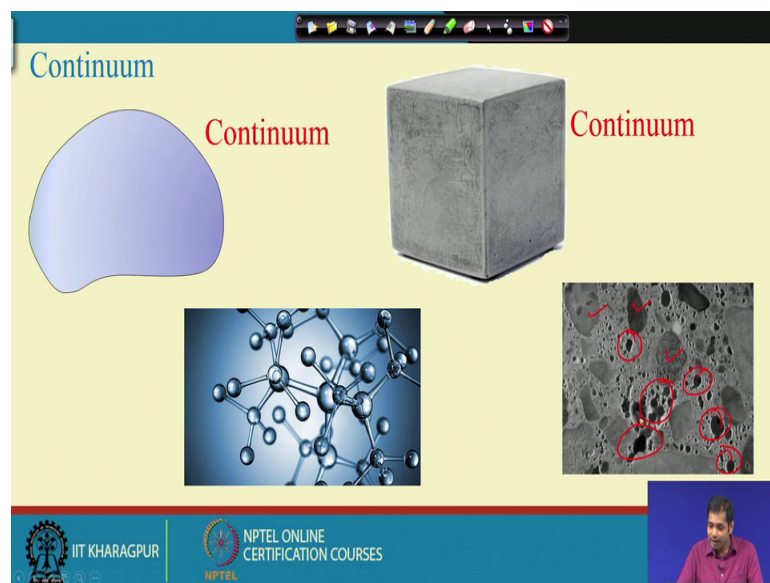 Continuum
Continuum
Continuum
IIT KHARAGPUR
NPTEL
NPTEL ONLINE
CERTIFICATION COURSES